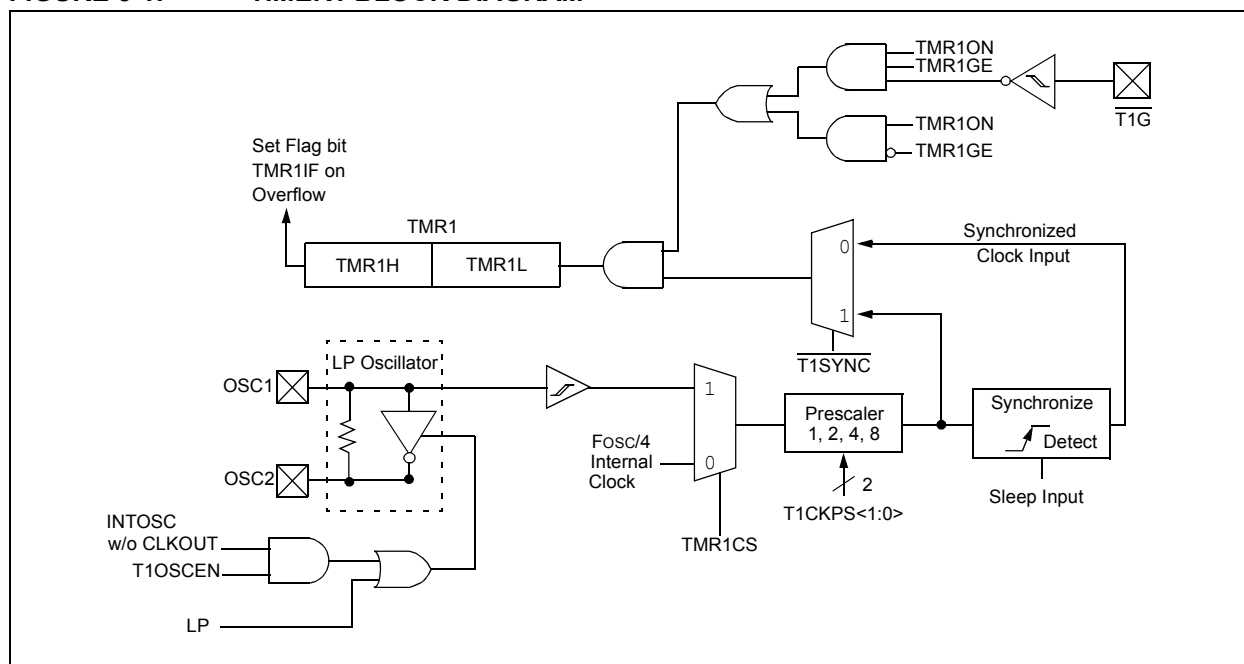 TMR1ON
TMR1GE
T1G
TMR1ON
TMR1GE
Set Flag bit
TMR1IF on
Overflow
TMR1
TMR1H
TMR1L
0
1
Synchronized
Clock Input
T1SYNC
LP Oscillator
OSC1
OSC2
1
0
FOSC/4
Internal
Clock
TMR1CS
Prescaler
1, 2, 4, 8
2
T1CKPS<1:0>
Synchronize
Detect
Sleep Input
INTOSC
w/o CLKOUT
T1OSCEN
LP